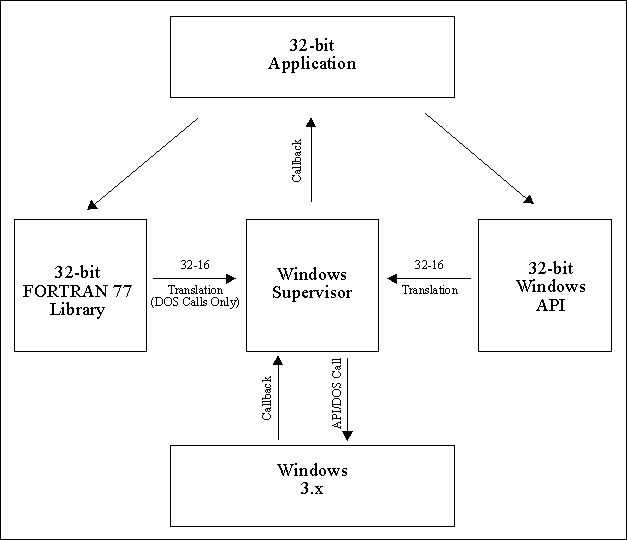 32-bit
Application
Callback
32-bit
FORTRAN 77
Library
32-16
Translation
(DOS Calls Only)
Windows
Supervisor
32-16
Translation
32-bit
Windows
API
Callback
API/DOS Call
Windows
3.x